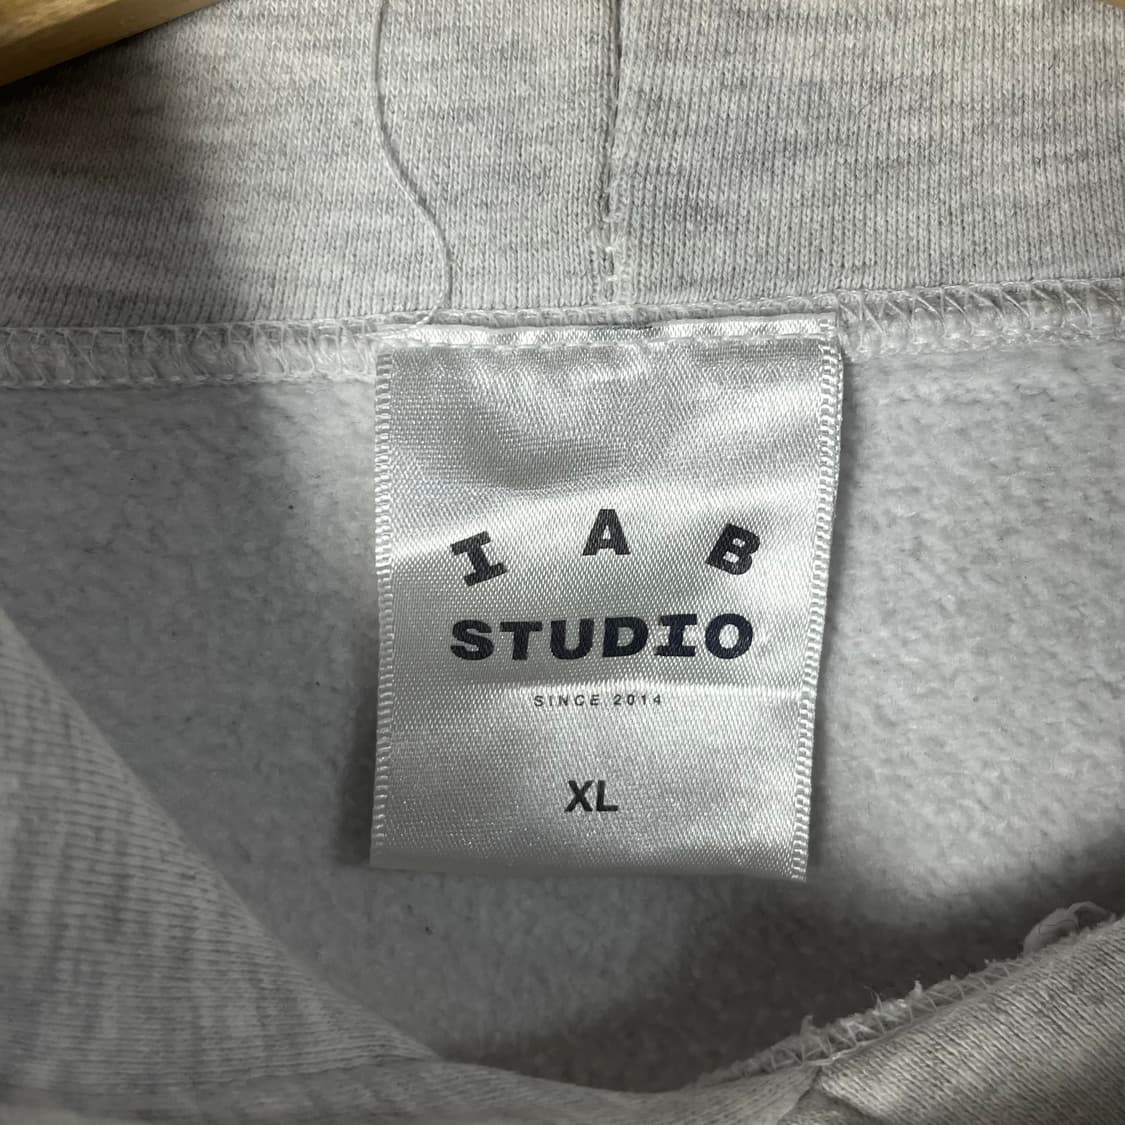 I A B
STUDIO
SINCE 2014
XL